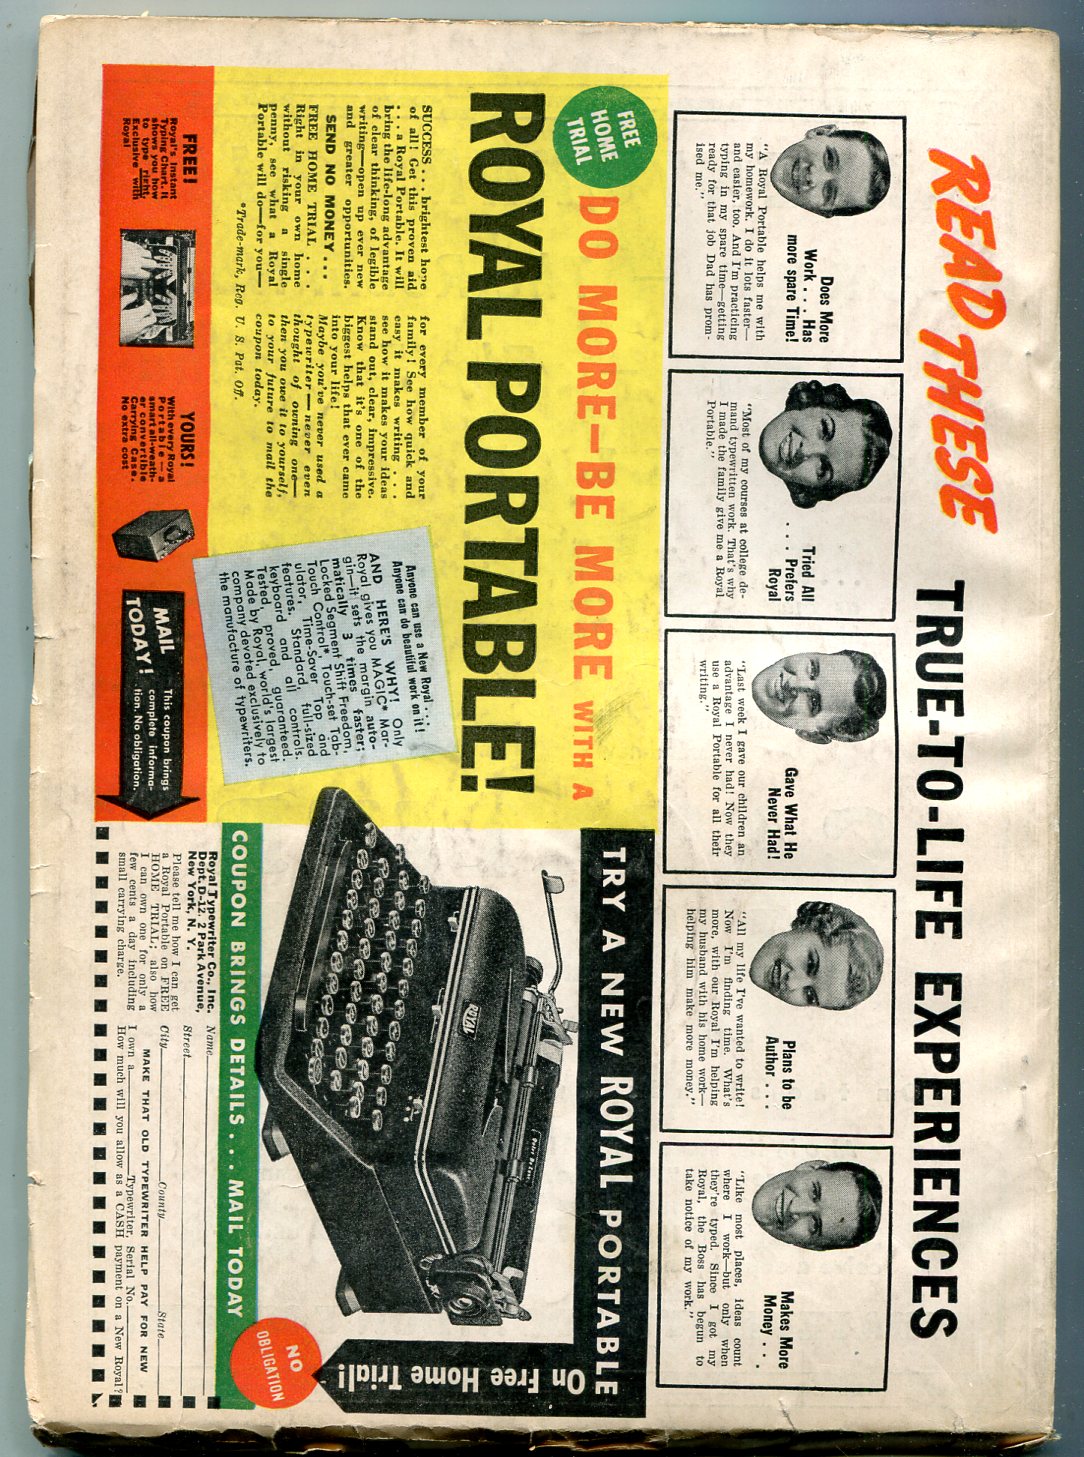 READ THESE TRUE-TO-LIFE EXPERIENCES
Does More
Work . . . Has
more spare Time!
"A Royal Portable helps me with
my homework. I do it lots faster—
and easier, too. And I'm practicing
typing in my spare time—getting
ready for that job Dad has prom-
ised me."
Tried All
. . . Prefers
Royal
"Most of my courses at college de-
mand typewritten work. That's why
I made the family give me a Royal
Portable."
Gave What He
Never Had!
"Last week I gave our children an
advantage I never had! Now they
use a Royal Portable for all their
writing."
Plans to be
Author . . .
"All my life I've wanted to write!
Now I'm finding time. What's
more, with our Royal I'm helping
my husband with his home work—
helping him make more money."
Makes More
Money . . .
"Like most places, ideas count
where I work—but only when
they're typed. Since I got my
Royal, the Boss has begun to
take notice of my work."
FREE
HOME
TRIAL
DO MORE—BE MORE WITH A
ROYAL PORTABLE!
SUCCESS . . . brightest hope
of all! Get this proven aid
. . . a Royal Portable. It will
bring the life-long advantage
of clear thinking, of legible
writing—open up ever new
and greater opportunities.
SEND NO MONEY . . .
FREE HOME TRIAL . . .
Right in your own home
without risking a single
penny, see what a Royal
Portable will do—for you—
for every member of your
family! See how quick and
easy it makes writing . . .
see how it makes your ideas
stand out, clear, impressive.
Know that it's one of the
biggest helps that ever came
into your life!
Maybe you've never used a
typewriter—never even
thought of owning one—
then you owe it to yourself,
to your future to mail the
coupon today.
*Trade-mark, Reg. U. S. Pat. Off.
Anyone can use a New Royal . . . !
Anyone can do beautiful work on it!
AND HERE'S WHY! Only
Royal gives you MAGIC* Mar-
gin—it sets the margin auto-
matically 3 times faster;
Locked Segment Shift Freedom,
Touch Control,* Touch-set Tab-
ulator, Time-Saver Top and
features. Standard, full-sized
keyboard and all controls.
Tested, proved, guaranteed.
Made by Royal, world's largest
company devoted exclusively to
the manufacture of typewriters.
FREE!
Royal's Instant
Typing Chart. It
shows you how
to type right,
Exclusive with
Royal
YOURS!
With every Royal
Portable—a
smart all-weath-
er convertible
Carrying Case.
No extra cost
MAIL
TODAY!
This coupon brings
complete informa-
tion. No obligation.
TRY A NEW ROYAL PORTABLE
On Free Home Trial!
ROYAL
NO
OBLIGATION
COUPON BRINGS DETAILS . . . MAIL TODAY
Royal Typewriter Co., Inc.
Dept. D-12, 2 Park Avenue,
New York, N. Y.
Please tell me how I can get
a Royal Portable on FREE
HOME TRIAL; also how
I can own one for only a
few cents a day including
small carrying charge.
Name
Street
City County State
MAKE THAT OLD TYPEWRITER HELP PAY FOR NEW
I own a Typewriter, Serial No.
How much will you allow as a CASH payment on a New Royal?